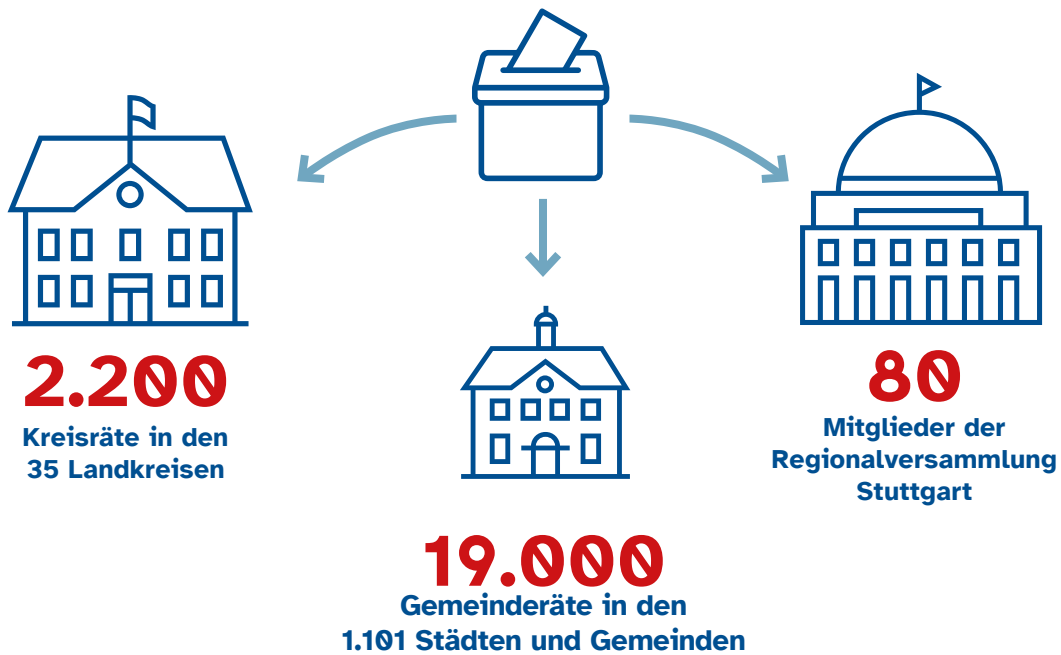 2.200
Kreisräte in den
35 Landkreisen
19.000
Gemeinderäte in den
1.101 Städten und Gemeinden
80
Mitglieder der
Regionalversammlung
Stuttgart